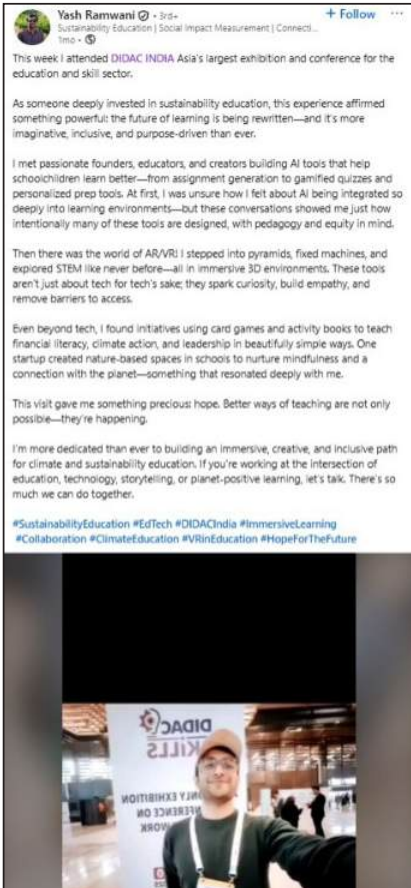 Yash Ramwani • 3rd+
+ Follow ...
Sustainability Education | Social Impact Measurement | Connecti...
1mo •
This week I attended DIDAC INDIA Asia's largest exhibition and conference for the
education and skill sector.
As someone deeply invested in sustainability education, this experience affirmed
something powerful: the future of learning is being rewritten—and it's more
imaginative, inclusive, and purpose-driven than ever.
I met passionate founders, educators, and creators building AI tools that help
schoolchildren learn better—from assignment generation to gamified quizzes and
personalized prep tools. At first, I was unsure how I felt about AI being integrated so
deeply into learning environments—but these conversations showed me just how
intentionally many of these tools are designed, with pedagogy and equity in mind.
Then there was the world of AR/VR! I stepped into pyramids, fixed machines, and
explored STEM like never before—all in immersive 3D environments. These tools
aren't just about tech for tech's sake; they spark curiosity, build empathy, and
remove barriers to access.
Even beyond tech, I found initiatives using card games and activity books to teach
financial literacy, climate action, and leadership in beautifully simple ways. One
startup created nature-based spaces in schools to nurture mindfulness and a
connection with the planet—something that resonated deeply with me.
This visit gave me something precious: hope. Better ways of teaching are not only
possible—they're happening.
I'm more dedicated than ever to building an immersive, creative, and inclusive path
for climate and sustainability education. If you're working at the intersection of
education, technology, storytelling, or planet-positive learning, let's talk. There's so
much we can do together.
#SustainabilityEducation #EdTech #DIDACIndia #ImmersiveLearning
#Collaboration #ClimateEducation #VRinEducation #HopeForTheFuture
DIDAC
SKILLS
ONLY EXHIBITION
CONFERENCE ON
WORK